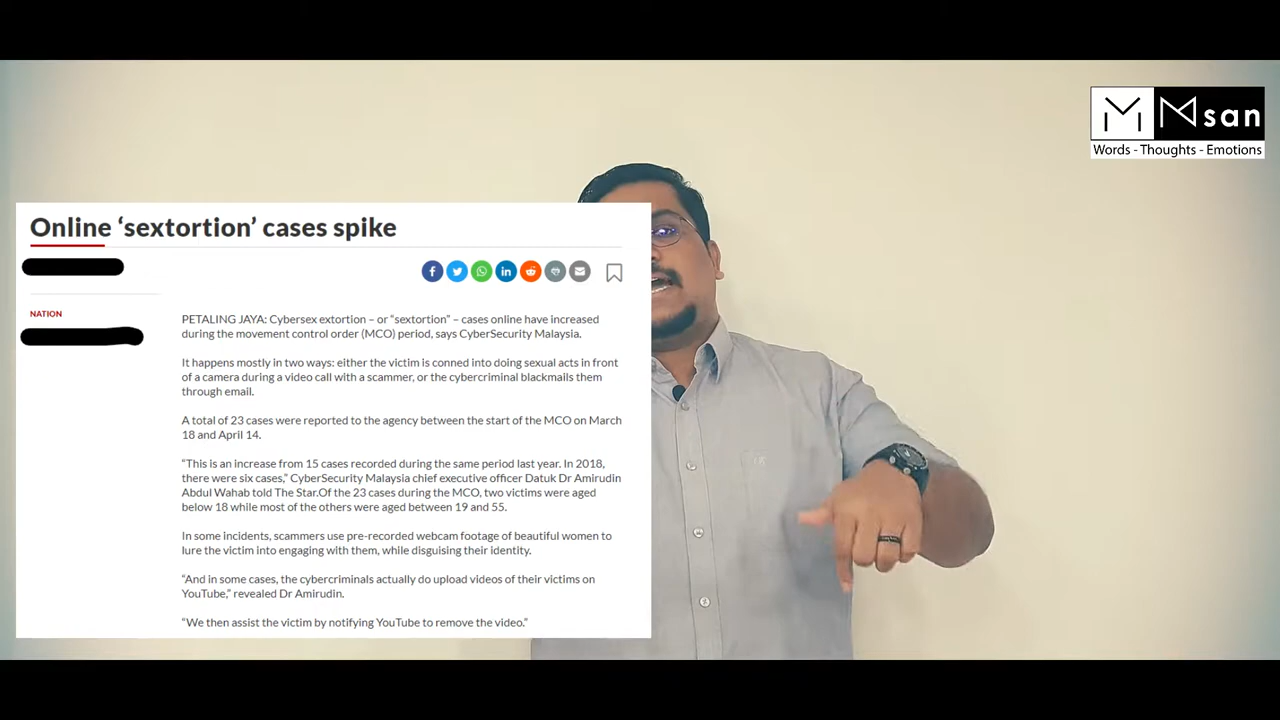 M Msan
Words - Thoughts - Emotions
Online ‘sextortion’ cases spike
NATION
PETALING JAYA: Cybersex extortion – or “sextortion” – cases online have increased
during the movement control order (MCO) period, says CyberSecurity Malaysia.
It happens mostly in two ways: either the victim is conned into doing sexual acts in front
of a camera during a video call with a scammer, or the cybercriminal blackmails them
through email.
A total of 23 cases were reported to the agency between the start of the MCO on March
18 and April 14.
“This is an increase from 15 cases recorded during the same period last year. In 2018,
there were six cases,” CyberSecurity Malaysia chief executive officer Datuk Dr Amirudin
Abdul Wahab told The Star.Of the 23 cases during the MCO, two victims were aged
below 18 while most of the others were aged between 19 and 55.
In some incidents, scammers use pre-recorded webcam footage of beautiful women to
lure the victim into engaging with them, while disguising their identity.
“And in some cases, the cybercriminals actually do upload videos of their victims on
YouTube,” revealed Dr Amirudin.
“We then assist the victim by notifying YouTube to remove the video.”